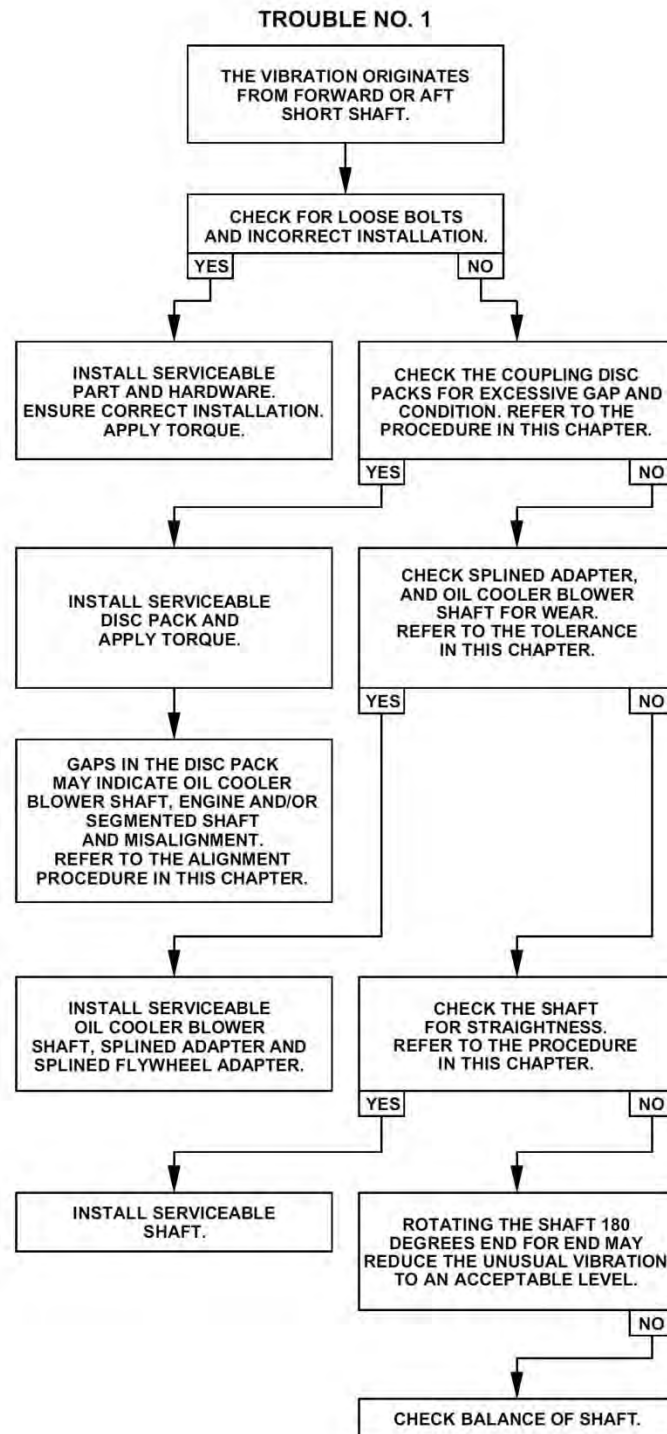 TROUBLE NO. 1
THE VIBRATION ORIGINATES
FROM FORWARD OR AFT
SHORT SHAFT.
CHECK FOR LOOSE BOLTS
AND INCORRECT INSTALLATION.
YES
NO
INSTALL SERVICEABLE
PART AND HARDWARE.
ENSURE CORRECT INSTALLATION.
APPLY TORQUE.
CHECK THE COUPLING DISC
PACKS FOR EXCESSIVE GAP AND
CONDITION. REFER TO THE
PROCEDURE IN THIS CHAPTER.
YES
NO
INSTALL SERVICEABLE
DISC PACK AND
APPLY TORQUE.
CHECK SPLINED ADAPTER,
AND OIL COOLER BLOWER
SHAFT FOR WEAR.
REFER TO THE TOLERANCE
IN THIS CHAPTER.
YES
NO
GAPS IN THE DISC PACK
MAY INDICATE OIL COOLER
BLOWER SHAFT, ENGINE AND/OR
SEGMENTED SHAFT
AND MISALIGNMENT.
REFER TO THE ALIGNMENT
PROCEDURE IN THIS CHAPTER.
INSTALL SERVICEABLE
OIL COOLER BLOWER
SHAFT, SPLINED ADAPTER AND
SPLINED FLYWHEEL ADAPTER.
CHECK THE SHAFT
FOR STRAIGHTNESS.
REFER TO THE PROCEDURE
IN THIS CHAPTER.
YES
NO
INSTALL SERVICEABLE
SHAFT.
ROTATING THE SHAFT 180
DEGREES END FOR END MAY
REDUCE THE UNUSUAL VIBRATION
TO AN ACCEPTABLE LEVEL.
NO
CHECK BALANCE OF SHAFT.